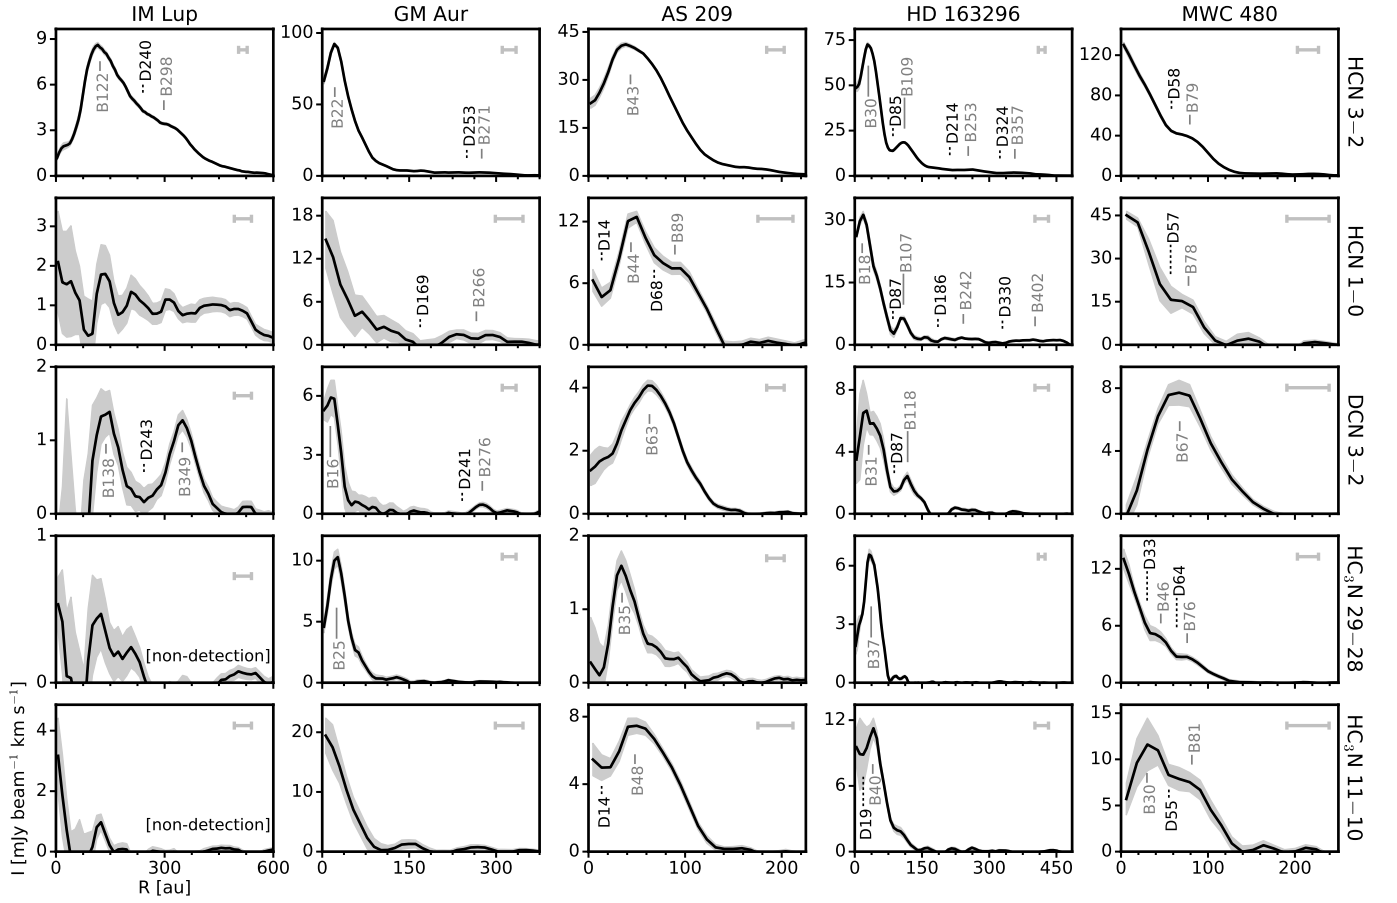 IM Lup GM Aur AS 209 HD 163296 MWC 480
9 6 3 0
B122 D240 B298
100 50 0
B22 D253 B271
45 30 15 0
B43
75 50 25 0
B30 D85 B109 D214 B253 D324 B357
120 80 40 0
D58 B79
HCN 3−2
3 2 1 0
18 12 6 0
D169 B266
12 6 0
D14 B44 D68 B89
30 20 10 0
B18 D87 B107 D186 B242 D330 B402
45 30 15 0
D57 B78
HCN 1−0
2 1 0
B138 D243 B349
6 4 2 0
B16 D241 B276
4 2 0
B63
8 4 0
B31 D87 B118
8 4 0
B67
DCN 3−2
1 0
[non-detection]
10 5 0
B25
2 1 0
B35
6 3 0
B37
12 6 0
D33 B46 D64 B76
HC₃N 29−28
4 2 0
[non-detection]
20 10 0
8 4 0
D14 B48
12 6 0
D19 B40
15 10 5 0
B30 D55 B81
HC₃N 11−10
I [mJy beam⁻¹ km s⁻¹]
0 300 600
0 150 300
0 100 200
0 150 300 450
0 100 200
R [au]